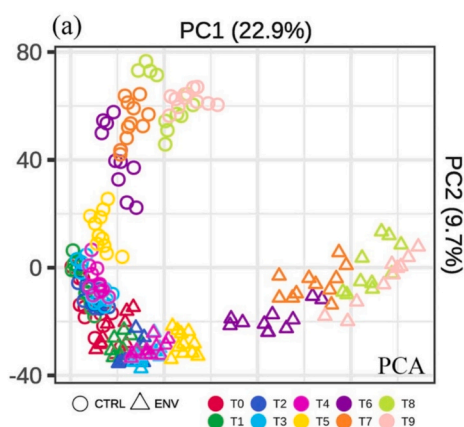 (a)
PC1 (22.9%)
80
40
0
-40
PC2 (9.7%)
PCA
CTRL ENV
T0 T2 T4 T6 T8
T1 T3 T5 T7 T9